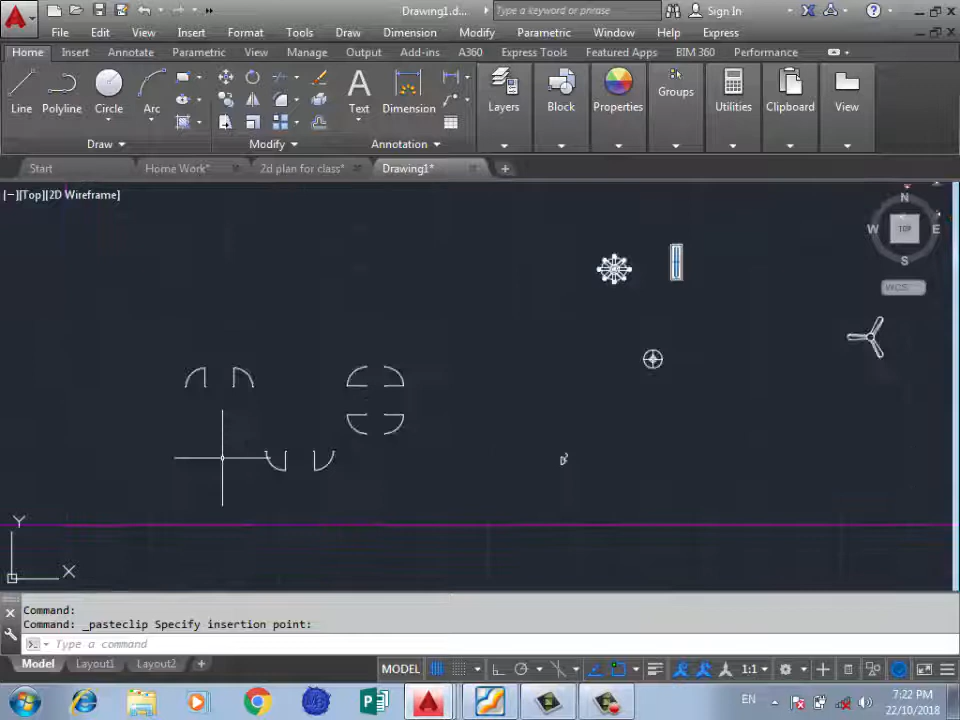 Drawing1.d...
Type a keyword or phrase
Sign In
File Edit View Insert Format Tools Draw Dimension Modify Parametric Window Help Express
Home Insert Annotate Parametric View Manage Output Add-ins A360 Express Tools Featured Apps BIM 360 Performance
Line Polyline Circle Arc Text Dimension Layers Block Properties Groups Utilities Clipboard View
Draw Modify Annotation
Start Home Work* 2d plan for class* Drawing1*
[−][Top][2D Wireframe]
N
W TOP E
S
WCS
Y
X
Command:
Command: _pasteclip Specify insertion point:
Type a command
Model Layout1 Layout2
MODEL 1:1
EN 7:22 PM
22/10/2018